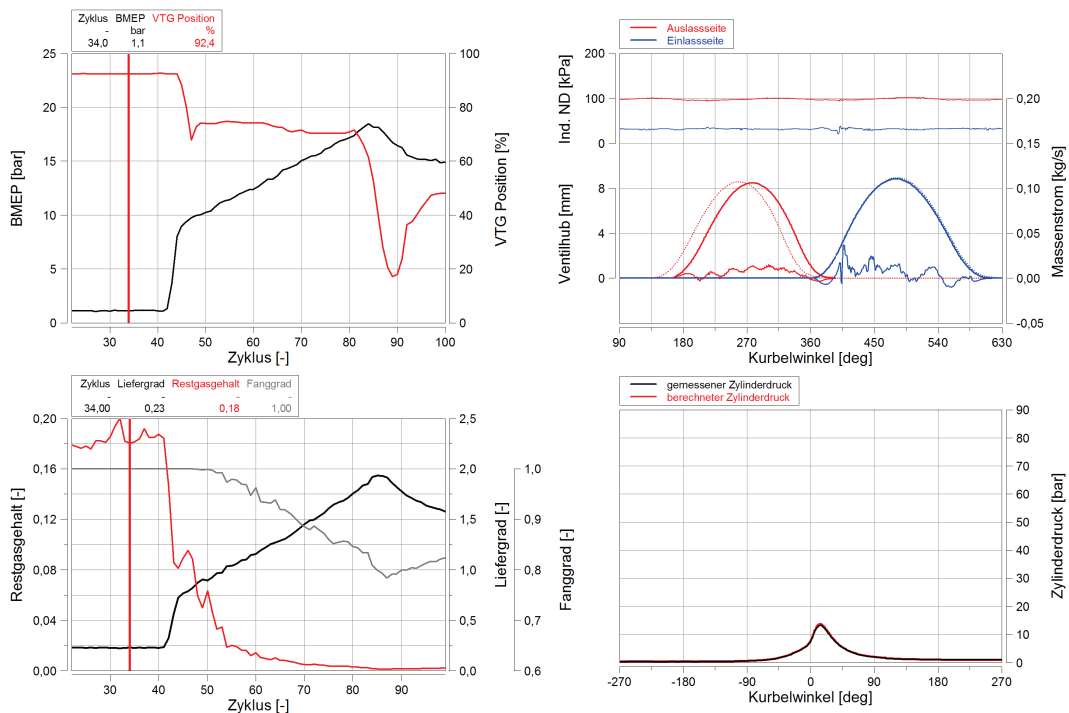 Zyklus BMEP VTG Position
- bar %
34,0 1,1 92,4
25
20
15
10
5
0
BMEP [bar]
100
80
60
40
20
0
VTG Position [%]
30 40 50 60 70 80 90 100
Zyklus [-]
Auslassseite
Einlassseite
200
100
0
Ind. ND [kPa]
8
4
0
Ventilhub [mm]
0,20
0,15
0,10
0,05
0,00
-0,05
Massenstrom [kg/s]
90 180 270 360 450 540 630
Kurbelwinkel [deg]
Zyklus Liefergrad Restgasgehalt Fanggrad
- - - -
34,00 0,23 0,18 1,00
0,20
0,16
0,12
0,08
0,04
0,00
Restgasgehalt [-]
2,5
2,0
1,5
1,0
0,5
0,0
Liefergrad [-]
1,0
0,9
0,8
0,7
0,6
Fanggrad [-]
30 40 50 60 70 80 90
Zyklus [-]
gemessener Zylinderdruck
berechneter Zylinderdruck
90
80
70
60
50
40
30
20
10
0
Zylinderdruck [bar]
-270 -180 -90 0 90 180 270
Kurbelwinkel [deg]